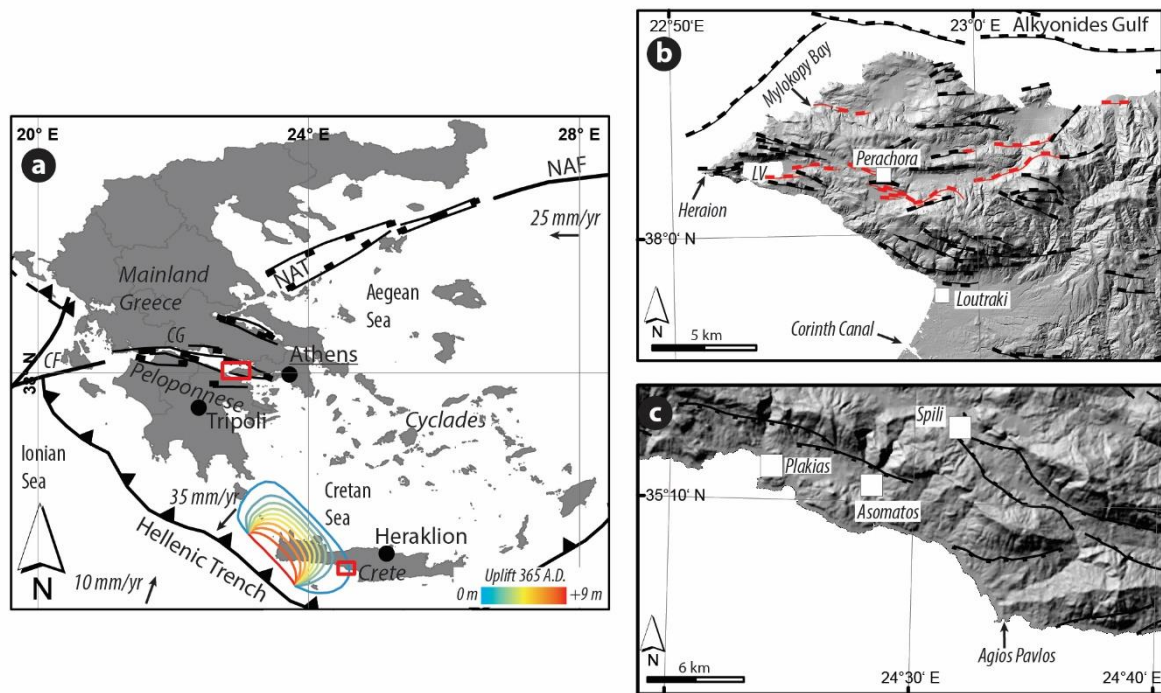 20° E
24° E
28° E
a
NAF
25 mm/yr
NAT
Mainland
Greece
Aegean
Sea
CG
CF
Athens
38° N
Peloponnese
Tripoli
Cyclades
Ionian
Sea
Cretan
Sea
35 mm/yr
Heraklion
Hellenic Trench
Crete
10 mm/yr
N
Uplift 365 A.D.
0 m
+9 m
22°50' E
23°0' E
b
Alkyonides Gulf
Mylokopy Bay
Perachora
LV
Heraion
38°0' N
Loutraki
Corinth Canal
N
5 km
c
Spili
Plakias
35°10' N
Asomatos
N
6 km
Agios Pavlos
24°30' E
24°40' E